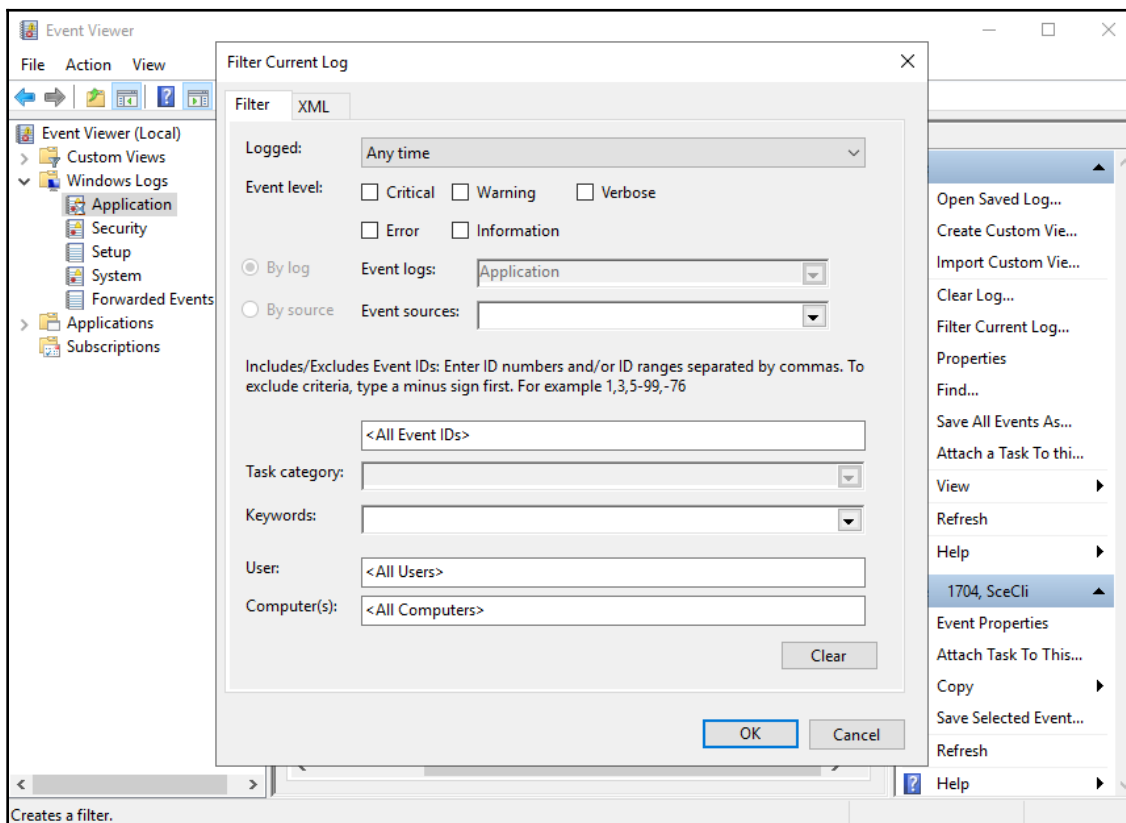 Event Viewer
File Action View
Event Viewer (Local)
Custom Views
Windows Logs
Application
Security
Setup
System
Forwarded Events
Applications
Subscriptions
Filter Current Log
Filter XML
Logged: Any time
Event level: Critical Warning Verbose
Error Information
By log Event logs: Application
By source Event sources:
Includes/Excludes Event IDs: Enter ID numbers and/or ID ranges separated by commas. To
exclude criteria, type a minus sign first. For example 1,3,5-99,-76
<All Event IDs>
Task category:
Keywords:
User: <All Users>
Computer(s): <All Computers>
Clear
OK Cancel
Open Saved Log...
Create Custom Vie...
Import Custom Vie...
Clear Log...
Filter Current Log...
Properties
Find...
Save All Events As...
Attach a Task To thi...
View
Refresh
Help
1704, SceCli
Event Properties
Attach Task To This...
Copy
Save Selected Event...
Refresh
Help
Creates a filter.